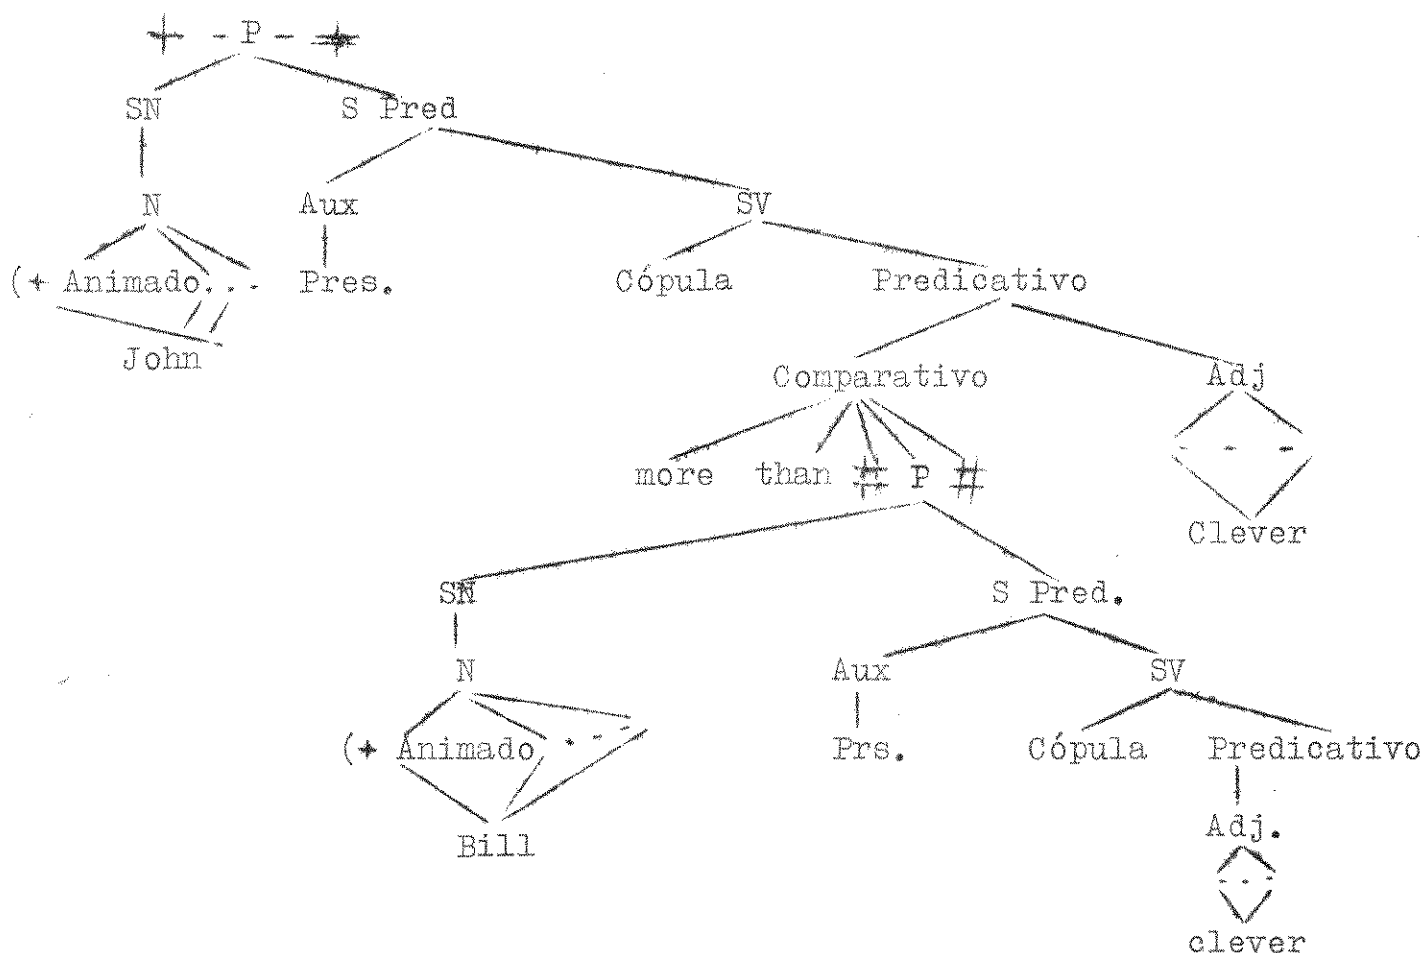 # - P - #
SN S Pred
N Aux SV
(+ Animado... Pres. Cópula Predicativo
John
Comparativo Adj
more than # P # - - -
Clever
SN S Pred.
N Aux SV
(+ Animado . - - Prs. Cópula Predicativo
Bill
Adj.
- - -
clever